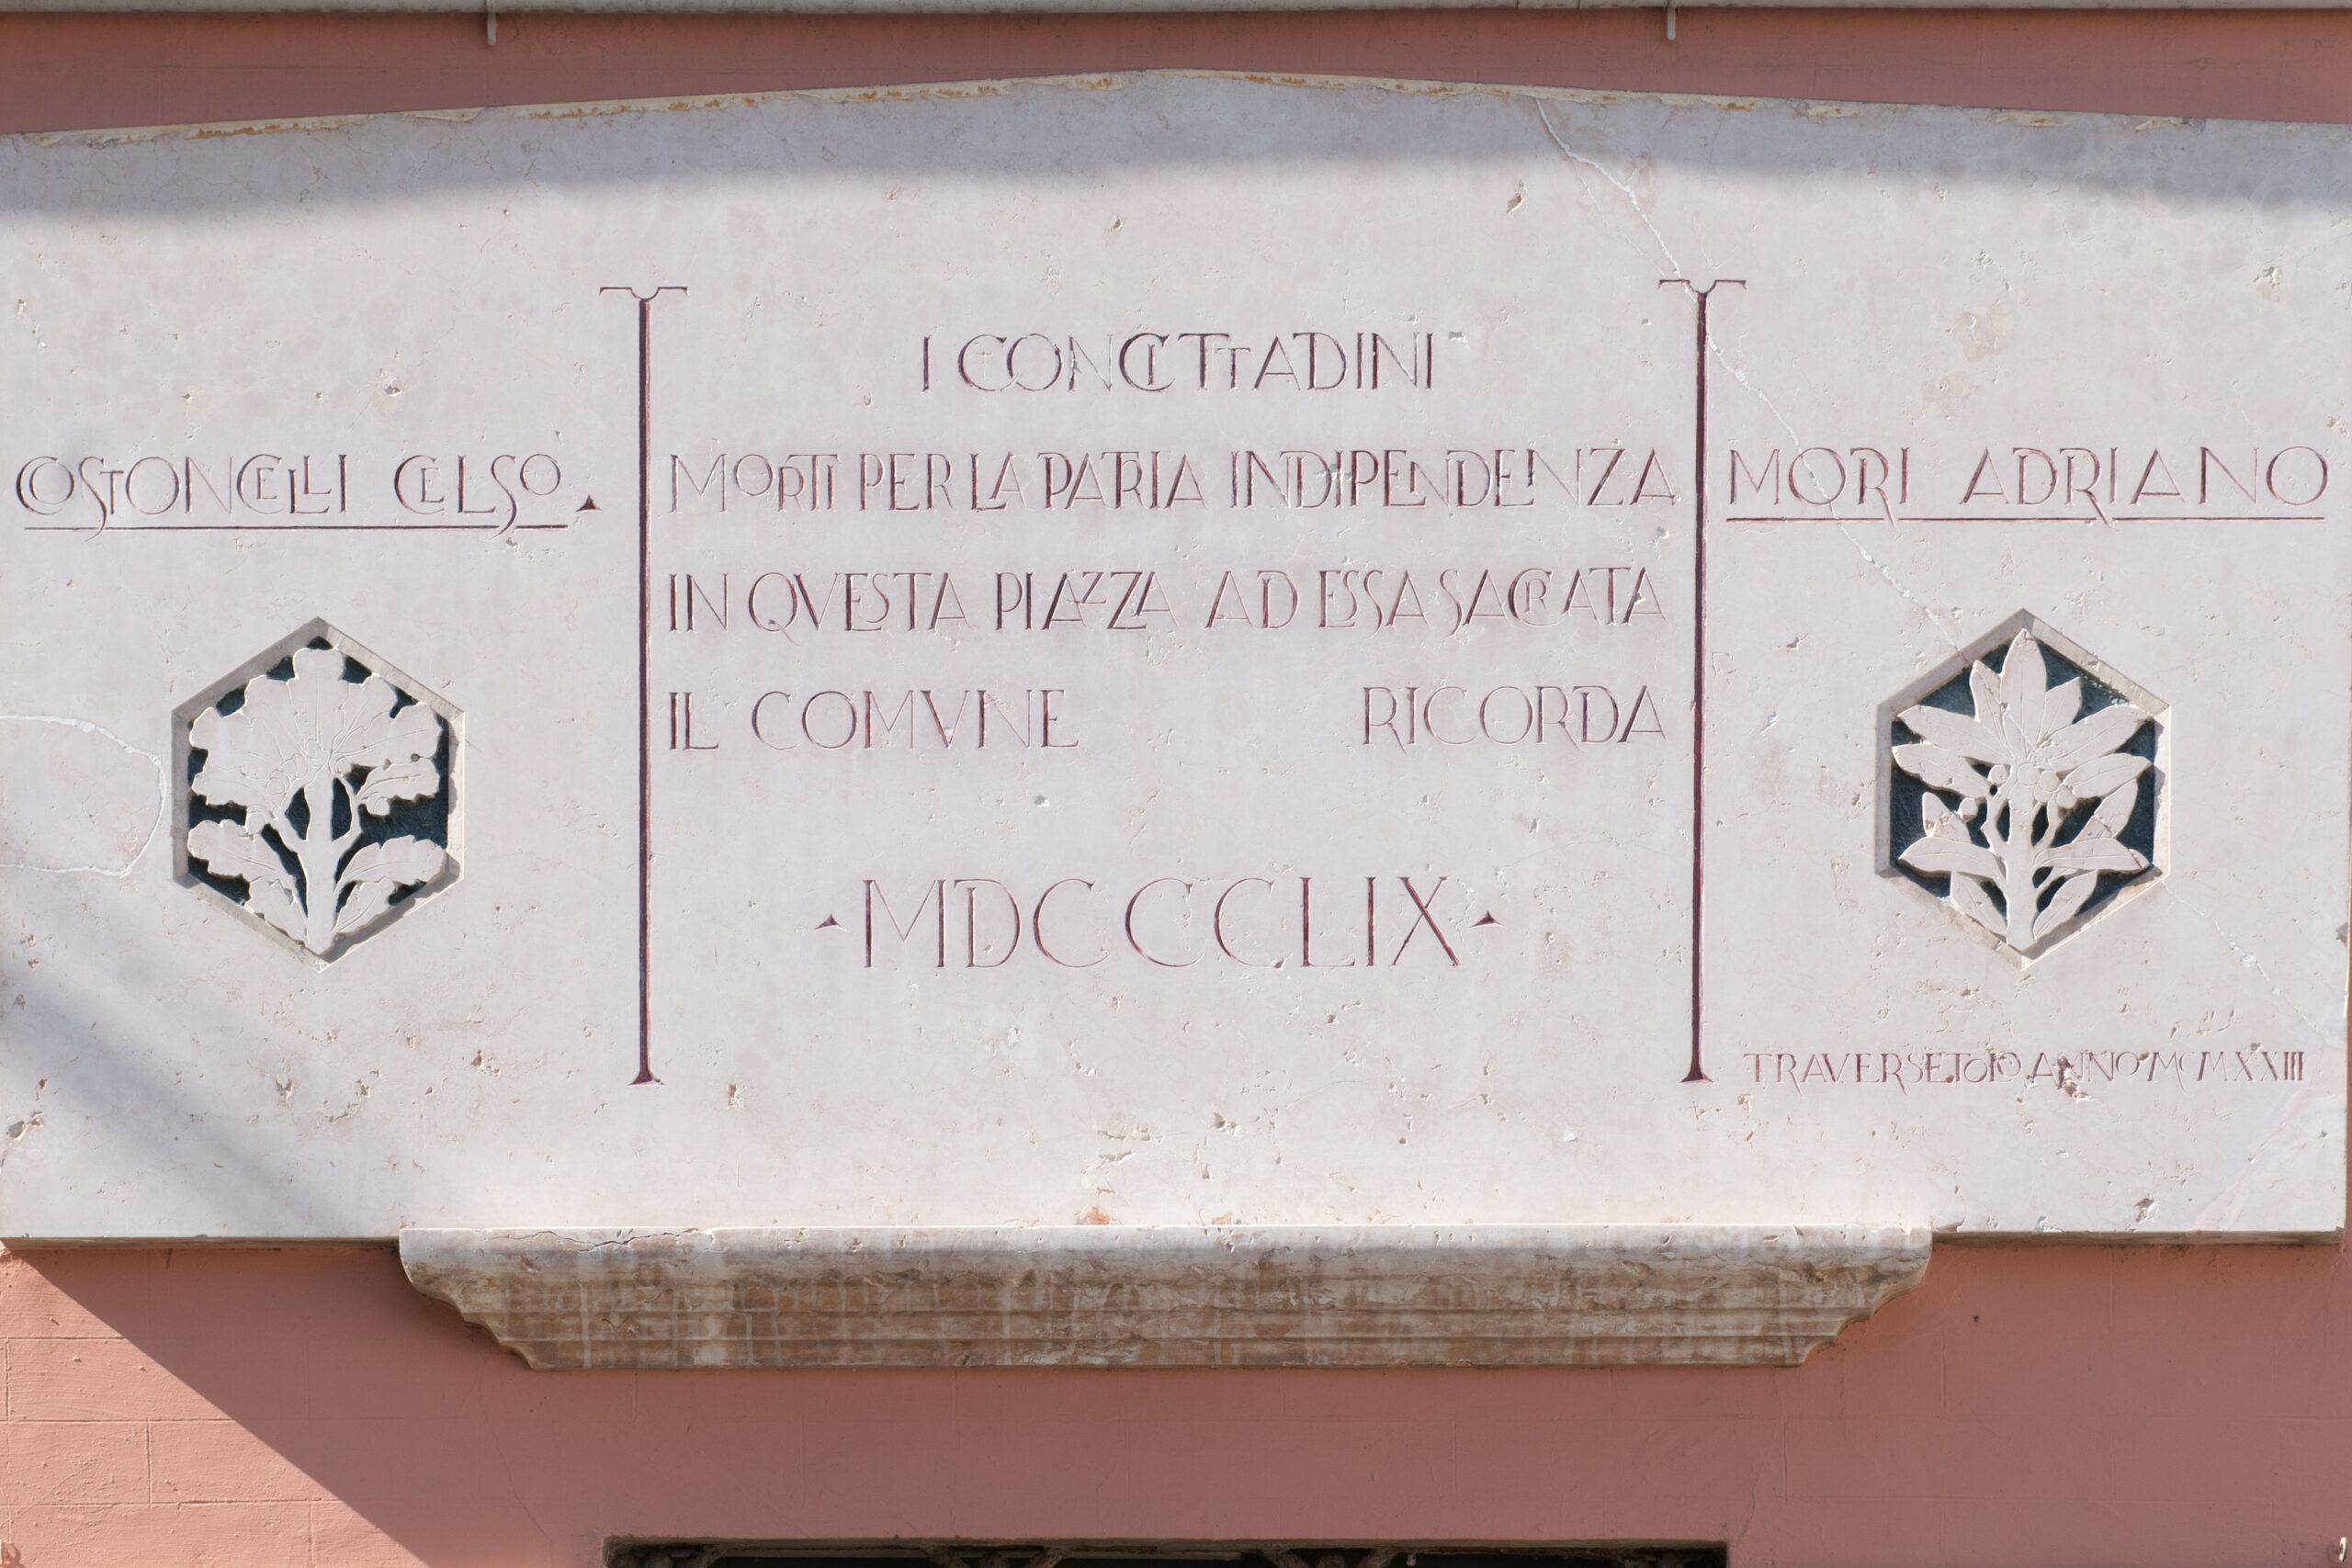 I CONCITTADINI
COSTONCELLI CELSO
MORTI PER LA PATRIA INDIPENDENZA
MORI ADRIANO
IN QVESTA PIAZZA AD ESSA SACRATA
IL COMVNE RICORDA
MDCCCLIX
TRAVERSETOLO ANNO MCMXXIII